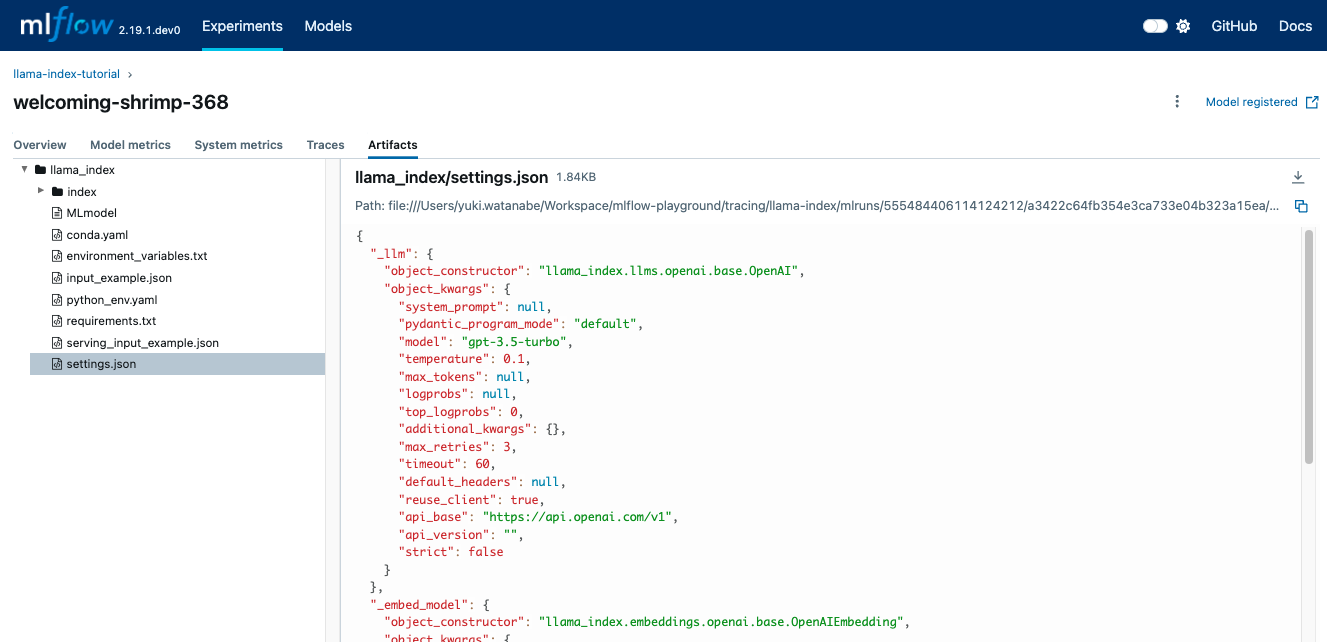 mlflow 2.19.1.dev0 Experiments Models GitHub Docs
llama-index-tutorial ›
welcoming-shrimp-368
Model registered
Overview Model metrics System metrics Traces Artifacts
llama_index
index
MLmodel
conda.yaml
environment_variables.txt
input_example.json
python_env.yaml
requirements.txt
serving_input_example.json
settings.json
llama_index/settings.json 1.84KB
Path: file:///Users/yuki.watanabe/Workspace/mlflow-playground/tracing/llama-index/mlruns/555484406114124212/a3422c64fb354e3ca733e04b323a15ea/...
{
  "_llm": {
    "object_constructor": "llama_index.llms.openai.base.OpenAI",
    "object_kwargs": {
      "system_prompt": null,
      "pydantic_program_mode": "default",
      "model": "gpt-3.5-turbo",
      "temperature": 0.1,
      "max_tokens": null,
      "logprobs": null,
      "top_logprobs": 0,
      "additional_kwargs": {},
      "max_retries": 3,
      "timeout": 60,
      "default_headers": null,
      "reuse_client": true,
      "api_base": "https://api.openai.com/v1",
      "api_version": "",
      "strict": false
    }
  },
  "_embed_model": {
    "object_constructor": "llama_index.embeddings.openai.base.OpenAIEmbedding",
    "object_kwargs": {